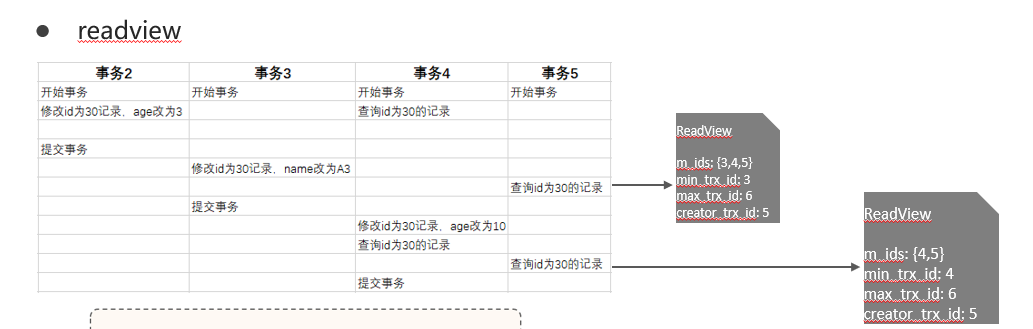 readview
事务2 事务3 事务4 事务5
开始事务 开始事务 开始事务 开始事务
修改id为30记录，age改为3 查询id为30的记录
提交事务
修改id为30记录，name改为A3
查询id为30的记录
提交事务
修改id为30记录，age改为10
查询id为30的记录
查询id为30的记录
提交事务
ReadView
m_ids: {3,4,5}
min_trx_id: 3
max_trx_id: 6
creator_trx_id: 5
ReadView
m_ids: {4,5}
min_trx_id: 4
max_trx_id: 6
creator_trx_id: 5